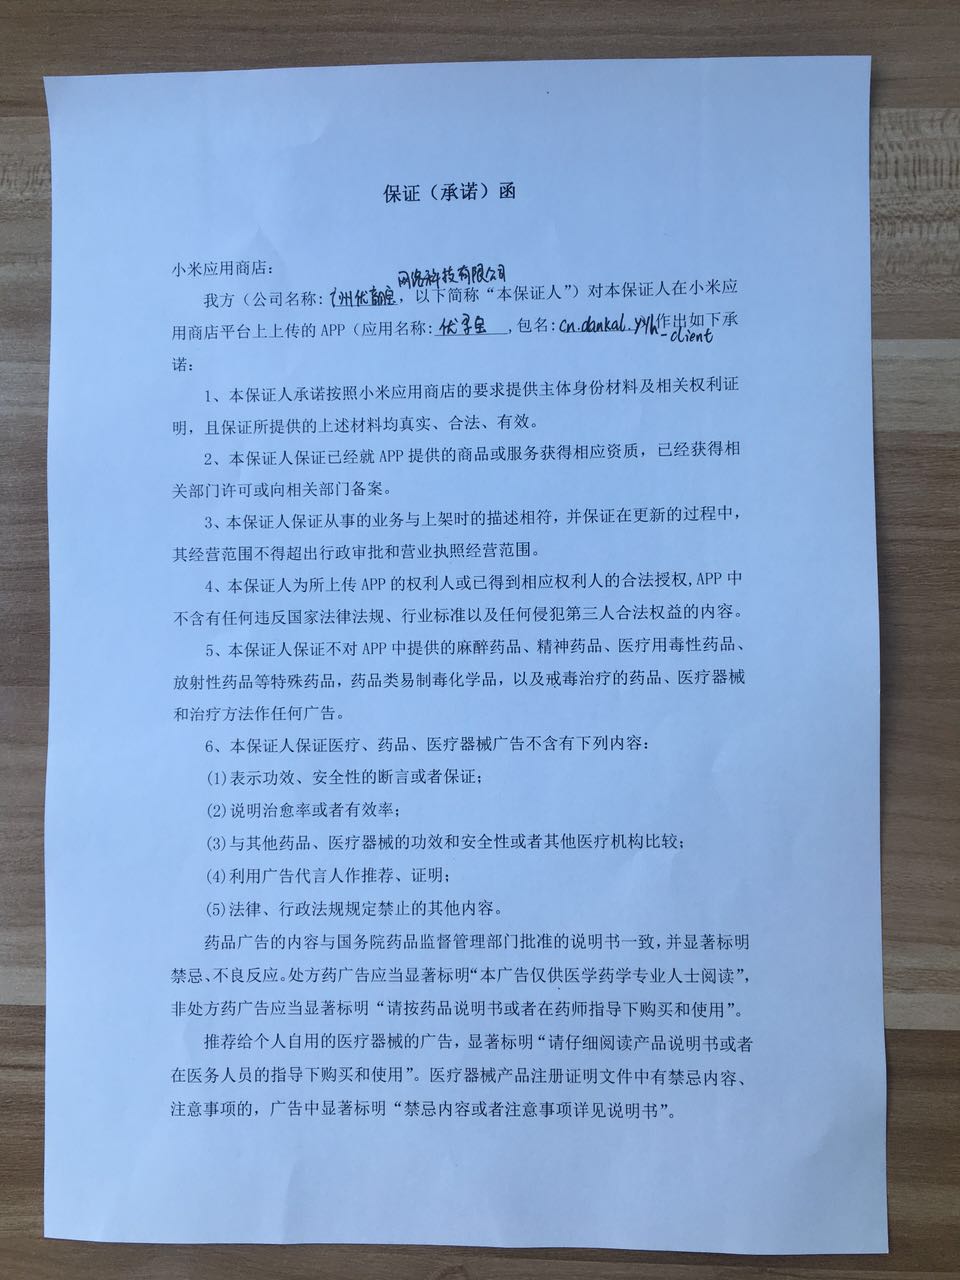 保证（承诺）函
小米应用商店：
网络科技有限公司
我方（公司名称：广州优育宝，以下简称“本保证人”）对本保证人在小米应
用商店平台上上传的APP（应用名称：优孕宝，包名：cn.dankal.yyb作出如下承
_client
诺：
1、本保证人承诺按照小米应用商店的要求提供主体身份材料及相关权利证
明，且保证所提供的上述材料均真实、合法、有效。
2、本保证人保证已经就APP提供的商品或服务获得相应资质，已经获得相
关部门许可或向相关部门备案。
3、本保证人保证从事的业务与上架时的描述相符，并保证在更新的过程中，
其经营范围不得超出行政审批和营业执照经营范围。
4、本保证人为所上传APP的权利人或已得到相应权利人的合法授权，APP中
不含有任何违反国家法律法规、行业标准以及任何侵犯第三人合法权益的内容。
5、本保证人保证不对APP中提供的麻醉药品、精神药品、医疗用毒性药品、
放射性药品等特殊药品，药品类易制毒化学品，以及戒毒治疗的药品、医疗器械
和治疗方法作任何广告。
6、本保证人保证医疗、药品、医疗器械广告不含有下列内容：
(1)表示功效、安全性的断言或者保证；
(2)说明治愈率或者有效率；
(3)与其他药品、医疗器械的功效和安全性或者其他医疗机构比较；
(4)利用广告代言人作推荐、证明；
(5)法律、行政法规规定禁止的其他内容。
药品广告的内容与国务院药品监督管理部门批准的说明书一致，并显著标明
禁忌、不良反应。处方药广告应当显著标明“本广告仅供医学药学专业人士阅读”，
非处方药广告应当显著标明“请按药品说明书或者在药师指导下购买和使用”。
推荐给个人自用的医疗器械的广告，显著标明“请仔细阅读产品说明书或者
在医务人员的指导下购买和使用”。医疗器械产品注册证明文件中有禁忌内容、
注意事项的，广告中显著标明“禁忌内容或者注意事项详见说明书”。